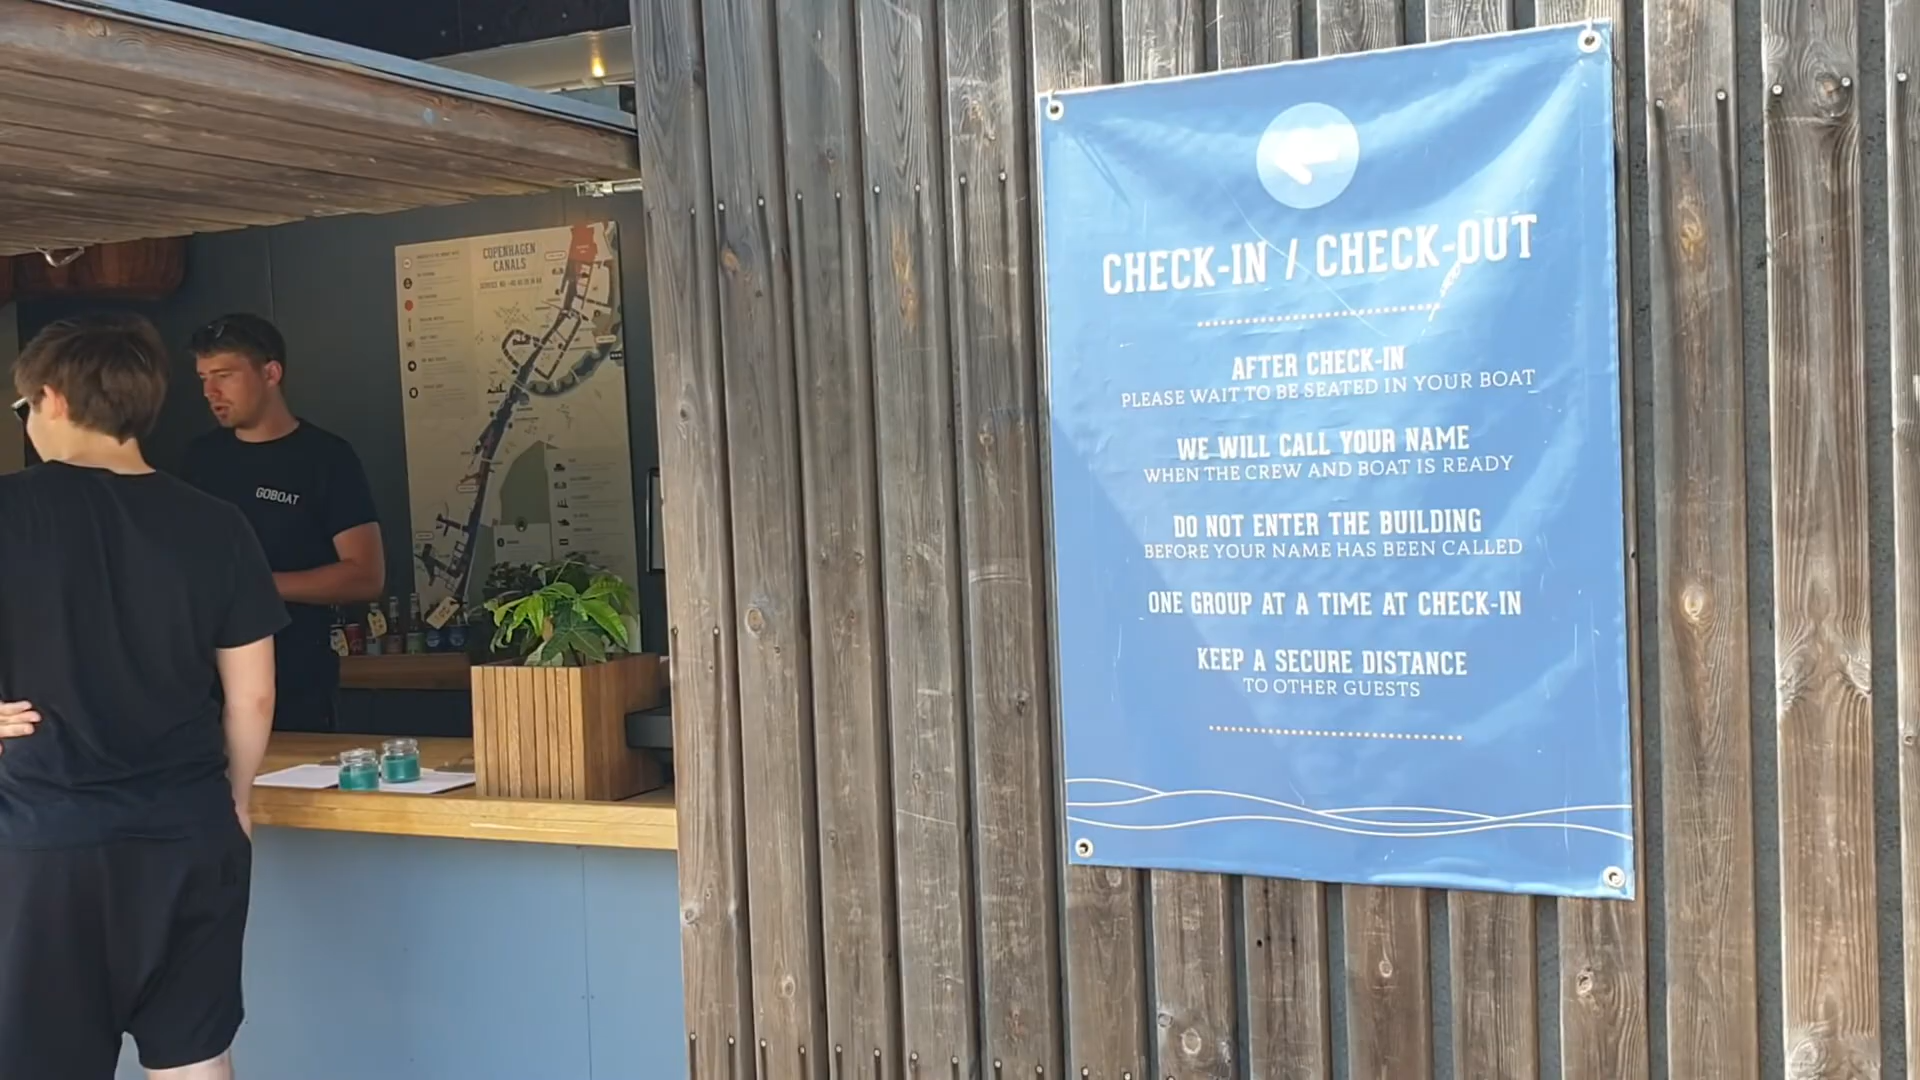 COPENHAGEN
CANALS
GOBOAT
CHECK-IN / CHECK-OUT
AFTER CHECK-IN
PLEASE WAIT TO BE SEATED IN YOUR BOAT
WE WILL CALL YOUR NAME
WHEN THE CREW AND BOAT IS READY
DO NOT ENTER THE BUILDING
BEFORE YOUR NAME HAS BEEN CALLED
ONE GROUP AT A TIME AT CHECK-IN
KEEP A SECURE DISTANCE
TO OTHER GUESTS